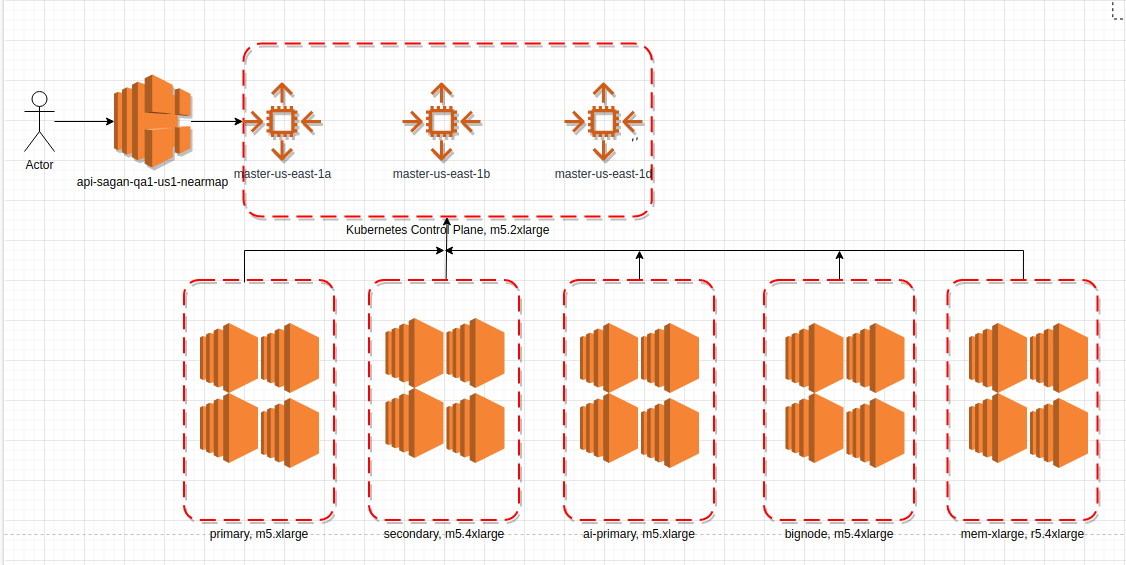 Actor
api-sagan-qa1-us1-nearmap
master-us-east-1a
master-us-east-1b
master-us-east-1d
Kubernetes Control Plane, m5.2xlarge
primary, m5.xlarge
secondary, m5.4xlarge
ai-primary, m5.xlarge
bignode, m5.4xlarge
mem-xlarge, r5.4xlarge